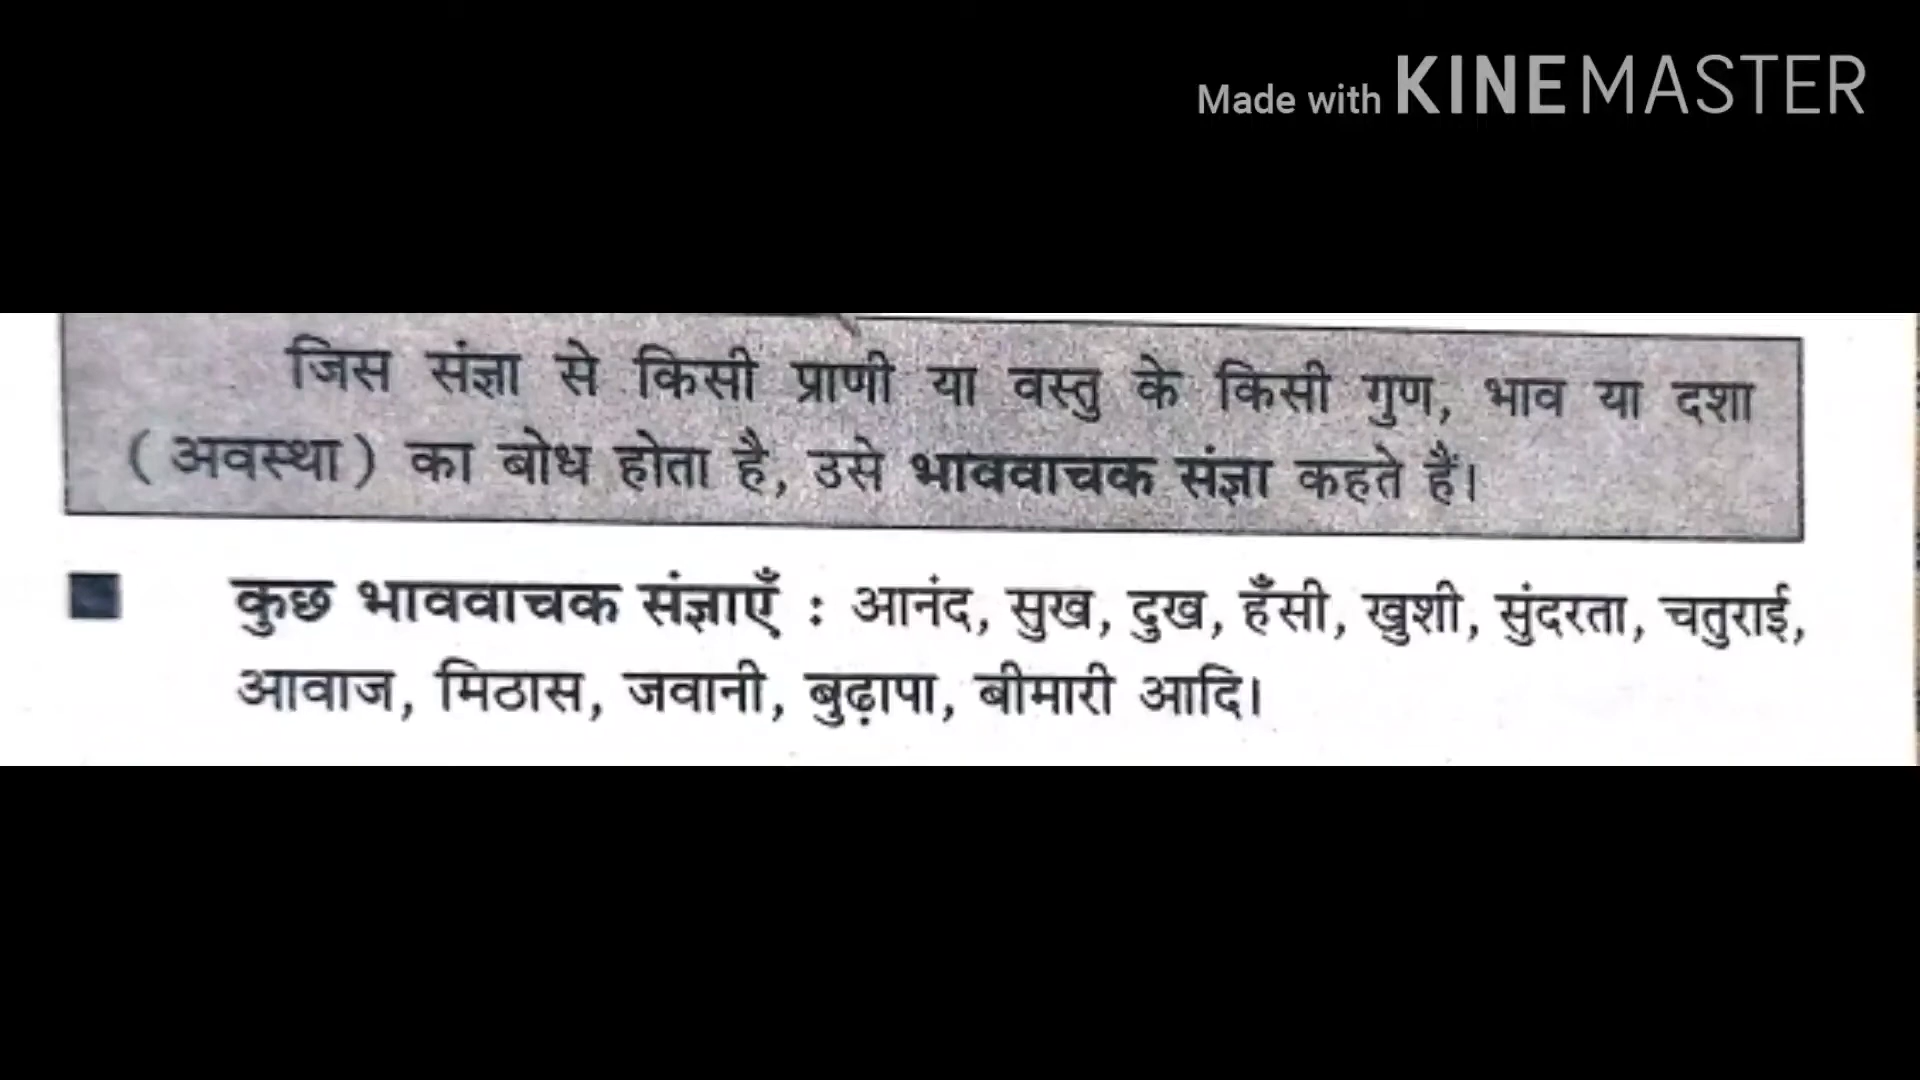 Made with KINEMASTER
जिस संज्ञा से किसी प्राणी या वस्तु के किसी गुण, भाव या दशा
(अवस्था) का बोध होता है, उसे भाववाचक संज्ञा कहते हैं।
कुछ भाववाचक संज्ञाएँ : आनंद, सुख, दुख, हँसी, खुशी, सुंदरता, चतुराई,
आवाज, मिठास, जवानी, बुढ़ापा, बीमारी आदि।